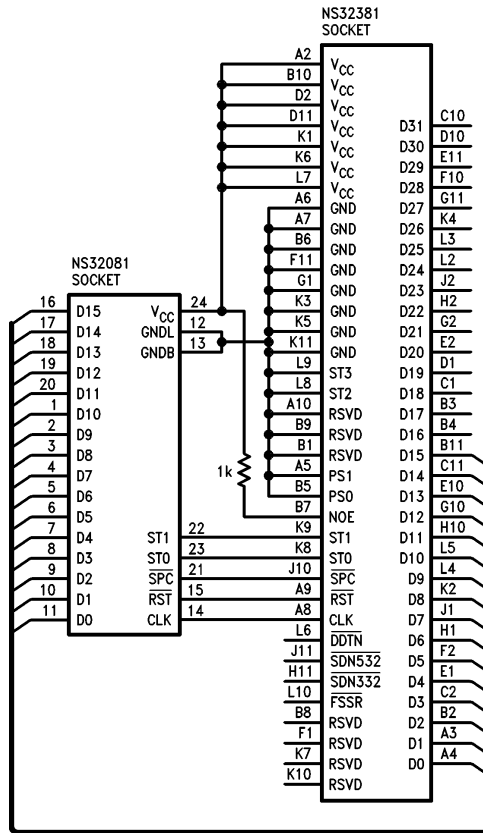 NS32381
SOCKET
A2 VCC
B10 VCC
D2 VCC
D11 VCC
K1 VCC
K6 VCC
L7 VCC
A6 GND
A7 GND
B6 GND
F11 GND
G1 GND
K3 GND
K5 GND
K11 GND
L9 ST3
L8 ST2
A10 RSVD
B9 RSVD
B1 RSVD
A5 PS1
B5 PS0
B7 NOE
K9 ST1
K8 ST0
J10 SPC
A9 RST
A8 CLK
L6 DDTN
J11 SDN532
H11 SDN332
L10 FSSR
B8 RSVD
F1 RSVD
K7 RSVD
K10 RSVD
D31 C10
D30 D10
D29 E11
D28 F10
D27 G11
D26 K4
D25 L3
D24 L2
D23 J2
D22 H2
D21 G2
D20 E2
D19 D1
D18 C1
D17 B3
D16 B4
D15 B11
D14 C11
D13 E10
D12 G10
D11 H10
D10 L5
D9 L4
D8 K2
D7 J1
D6 H1
D5 F2
D4 E1
D3 C2
D2 B2
D1 A3
D0 A4
NS32081
SOCKET
16 D15
17 D14
18 D13
19 D12
20 D11
1 D10
2 D9
3 D8
4 D7
5 D6
6 D5
7 D4
8 D3
9 D2
10 D1
11 D0
VCC 24
GNDL 12
GNDB 13
ST1 22
ST0 23
SPC 21
RST 15
CLK 14
1k